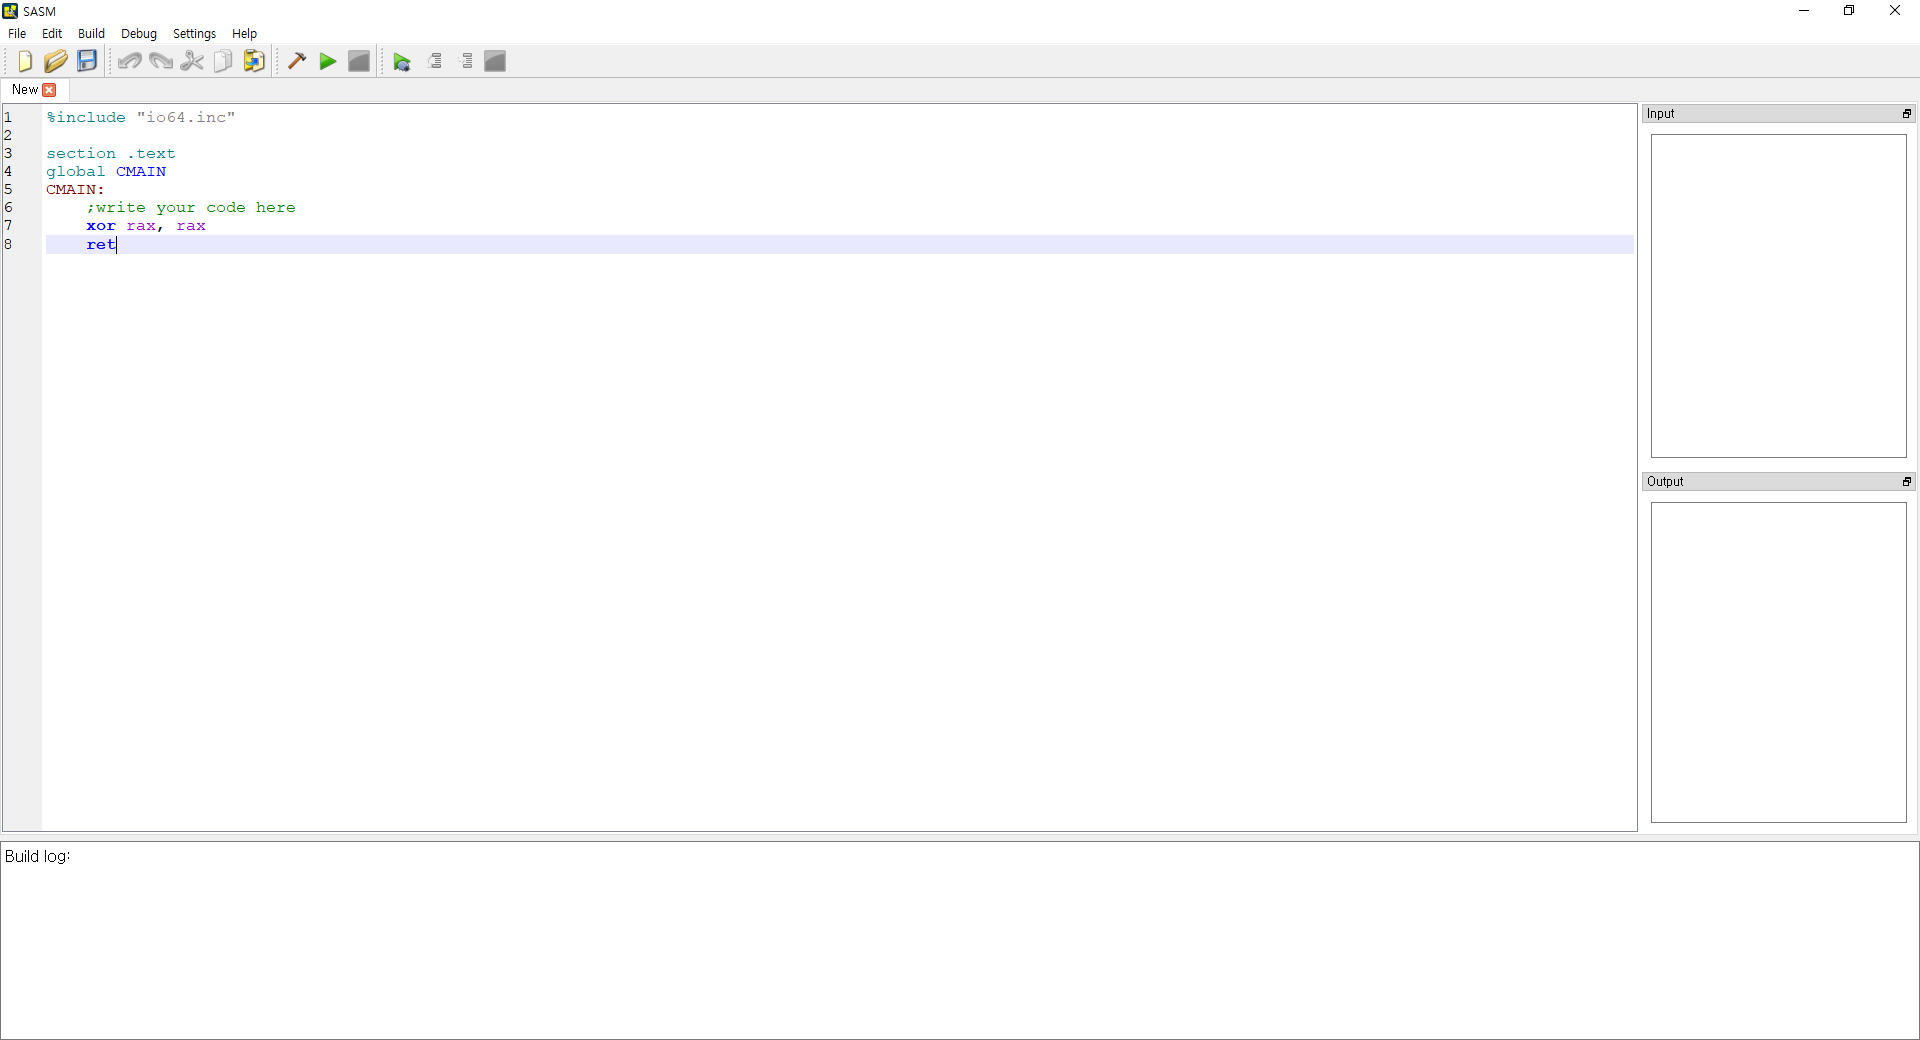 SASM
File Edit Build Debug Settings Help
New
1 %include "io64.inc"
2
3 section .text
4 global CMAIN
5 CMAIN:
6 ;write your code here
7 xor rax, rax
8 ret
Input
Output
Build log: